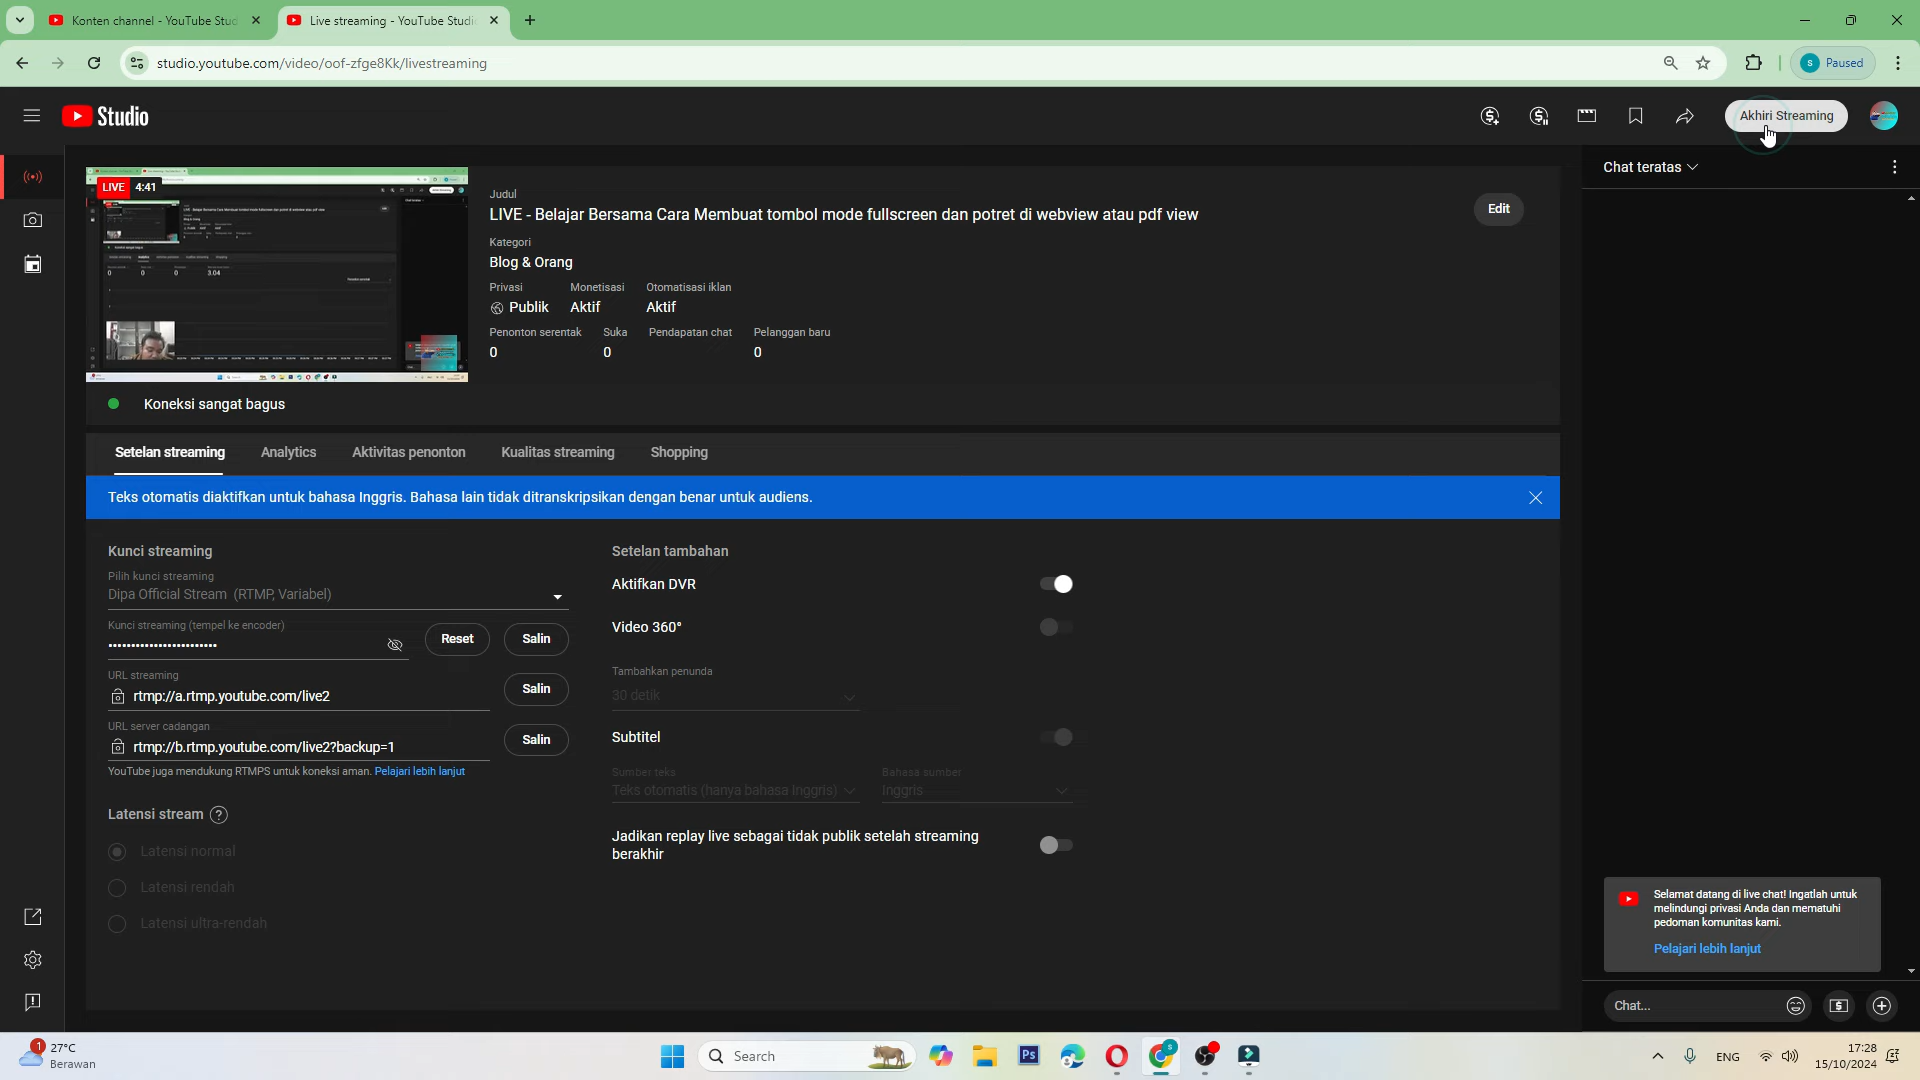 Konten channel - YouTube Stu
Live streaming - YouTube Studi
studio.youtube.com/video/oof-zfge8Kk/livestreaming
S Paused
Studio
Akhiri Streaming
LIVE 4:41
Judul
LIVE - Belajar Bersama Cara Membuat tombol mode fullscreen dan potret di webview atau pdf view
Edit
Kategori
Blog & Orang
Privasi Monetisasi Otomatisasi iklan
Publik Aktif Aktif
Penonton serentak Suka Pendapatan chat Pelanggan baru
0 0 0
Koneksi sangat bagus
Setelan streaming Analytics Aktivitas penonton Kualitas streaming Shopping
Teks otomatis diaktifkan untuk bahasa Inggris. Bahasa lain tidak ditranskripsikan dengan benar untuk audiens.
Kunci streaming
Pilih kunci streaming
Dipa Official Stream (RTMP, Variabel)
Kunci streaming (tempel ke encoder)
•••••••••••••••••••••••• Reset Salin
URL streaming
rtmp://a.rtmp.youtube.com/live2 Salin
URL server cadangan
rtmp://b.rtmp.youtube.com/live2?backup=1 Salin
YouTube juga mendukung RTMPS untuk koneksi aman. Pelajari lebih lanjut
Latensi stream ?
Latensi normal
Latensi rendah
Latensi ultra-rendah
Setelan tambahan
Aktifkan DVR
Video 360°
Tambahkan penunda
30 detik
Subtitel
Sumber teks Bahasa sumber
Teks otomatis (hanya bahasa Inggris) Inggris
Jadikan replay live sebagai tidak publik setelah streaming
berakhir
Chat teratas
Selamat datang di live chat! Ingatlah untuk
melindungi privasi Anda dan mematuhi
pedoman komunitas kami.
Pelajari lebih lanjut
Chat...
1
27°C
Berawan
Search
Ps
S
ENG
17:28
15/10/2024